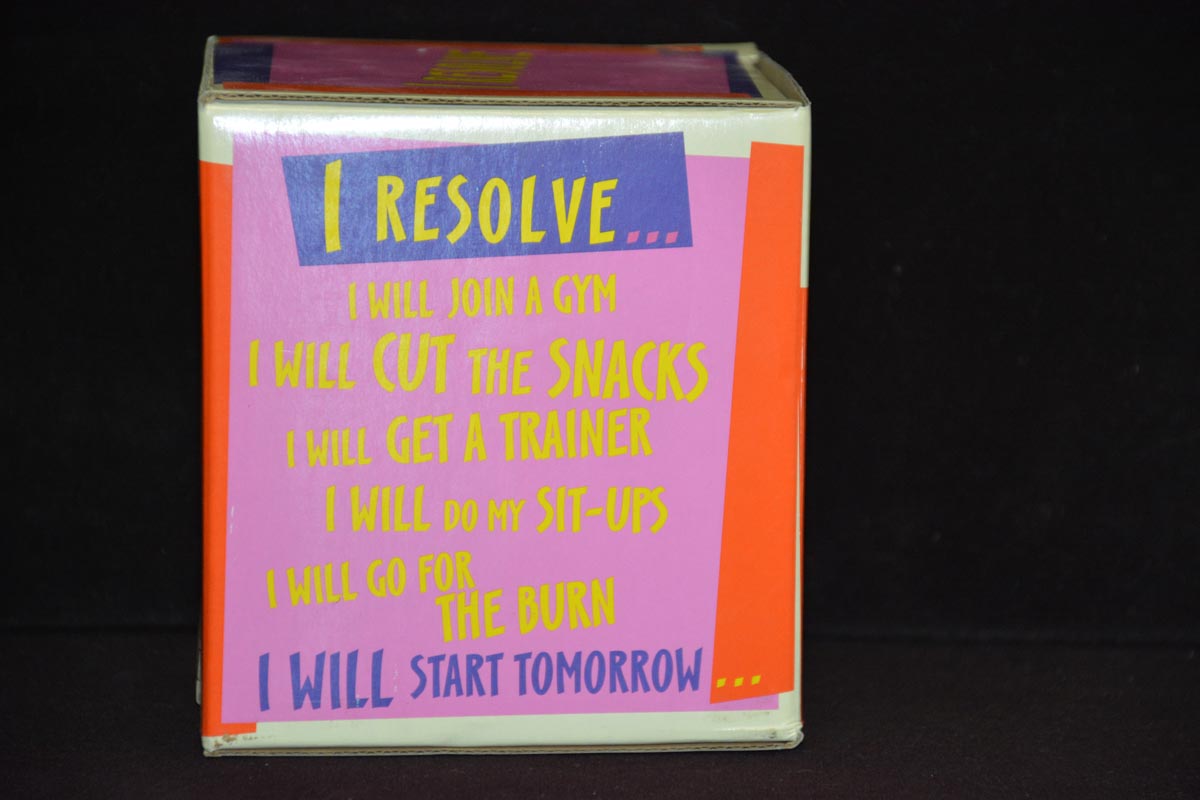 I RESOLVE...
I WILL JOIN A GYM
I WILL CUT THE SNACKS
I WILL GET A TRAINER
I WILL DO MY SIT-UPS
I WILL GO FOR
THE BURN
I WILL START TOMORROW...